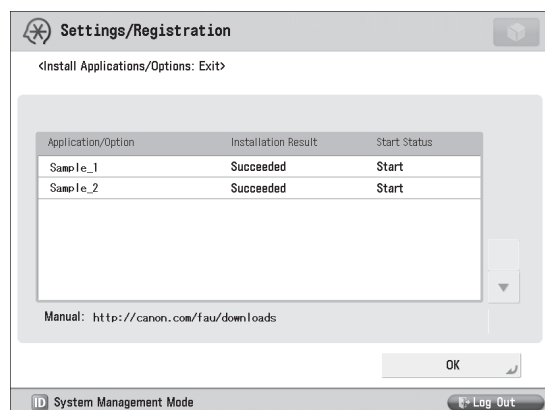 Settings/Registration
<Install Applications/Options: Exit>
Application/Option Installation Result Start Status
Sample_1 Succeeded Start
Sample_2 Succeeded Start
Manual: http://canon.com/fau/downloads
OK
ID System Management Mode Log Out